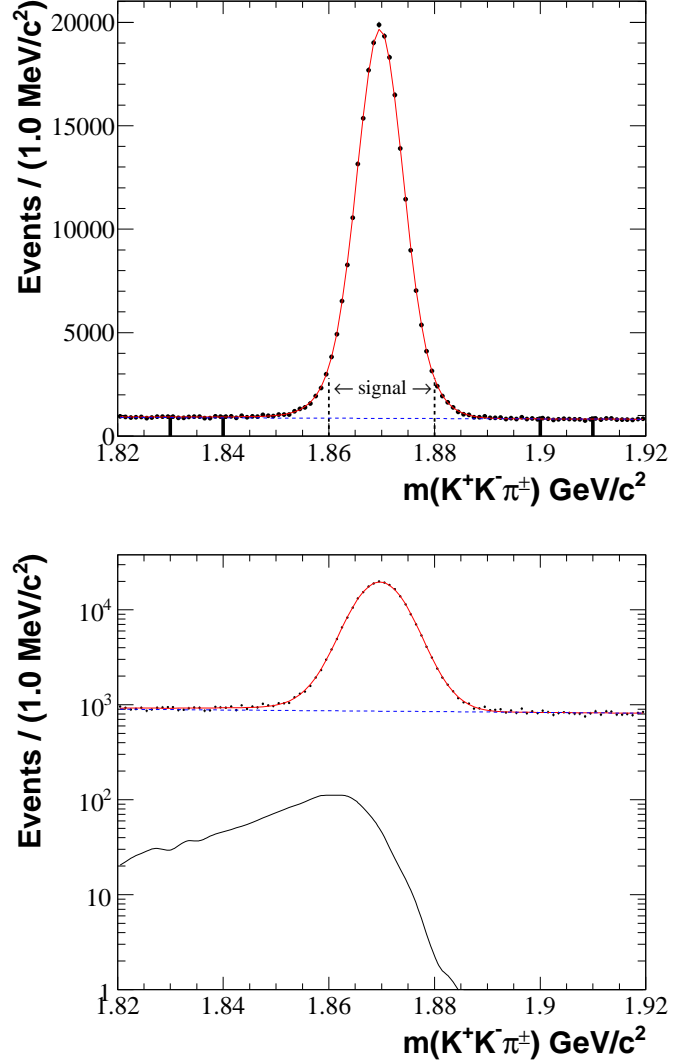 Events / (1.0 MeV/c²)
20000
15000
10000
5000
0
← signal →
1.82 1.84 1.86 1.88 1.9 1.92
m(K⁺K⁻π±) GeV/c²
Events / (1.0 MeV/c²)
10⁴
10³
10²
10
1
1.82 1.84 1.86 1.88 1.9 1.92
m(K⁺K⁻π±) GeV/c²